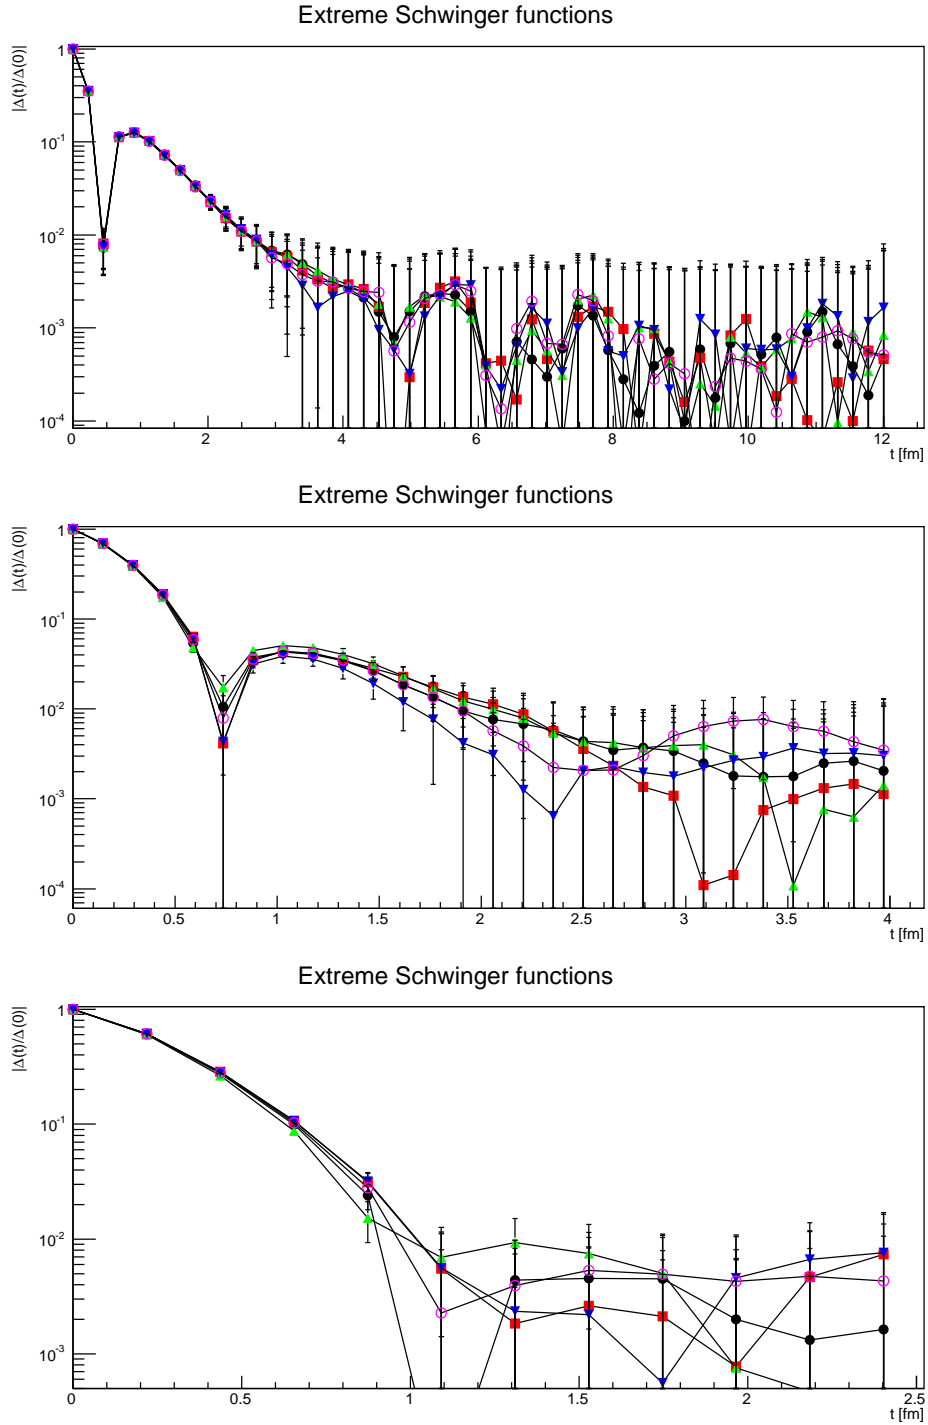 Extreme Schwinger functions
|Δ(t)/Δ(0)|
1
10⁻¹
10⁻²
10⁻³
10⁻⁴
0 2 4 6 8 10 12
t [fm]
Extreme Schwinger functions
|Δ(t)/Δ(0)|
1
10⁻¹
10⁻²
10⁻³
10⁻⁴
0 0.5 1 1.5 2 2.5 3 3.5 4
t [fm]
Extreme Schwinger functions
|Δ(t)/Δ(0)|
1
10⁻¹
10⁻²
10⁻³
0 0.5 1 1.5 2 2.5
t [fm]